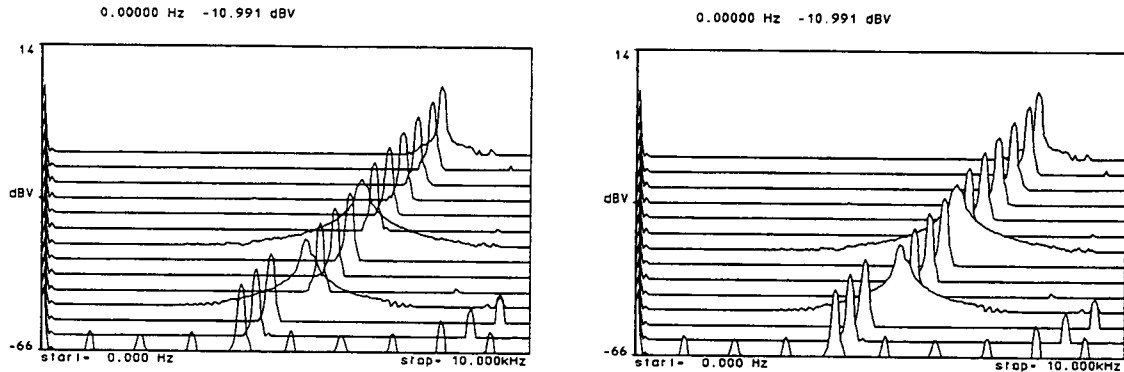 0.00000 Hz -10.991 dBV
14
dBV
-66
start= 0.000 Hz
stop= 10.000kHz
0.00000 Hz -10.991 dBV
14
dBV
-66
start= 0.000 Hz
stop= 10.000kHz